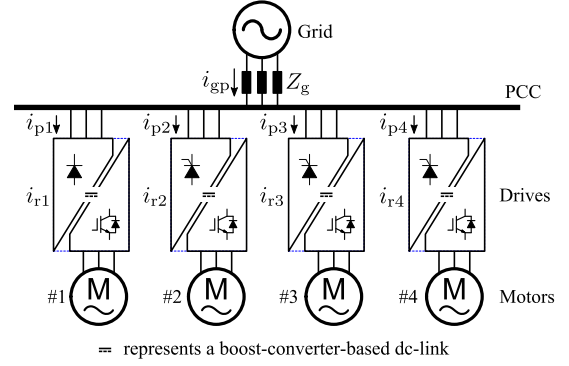 Grid
i_gp Z_g
PCC
i_p1 i_p2 i_p3 i_p4
i_r1 i_r2 i_r3 i_r4 Drives
#1 M #2 M #3 M #4 M Motors
represents a boost-converter-based dc-link